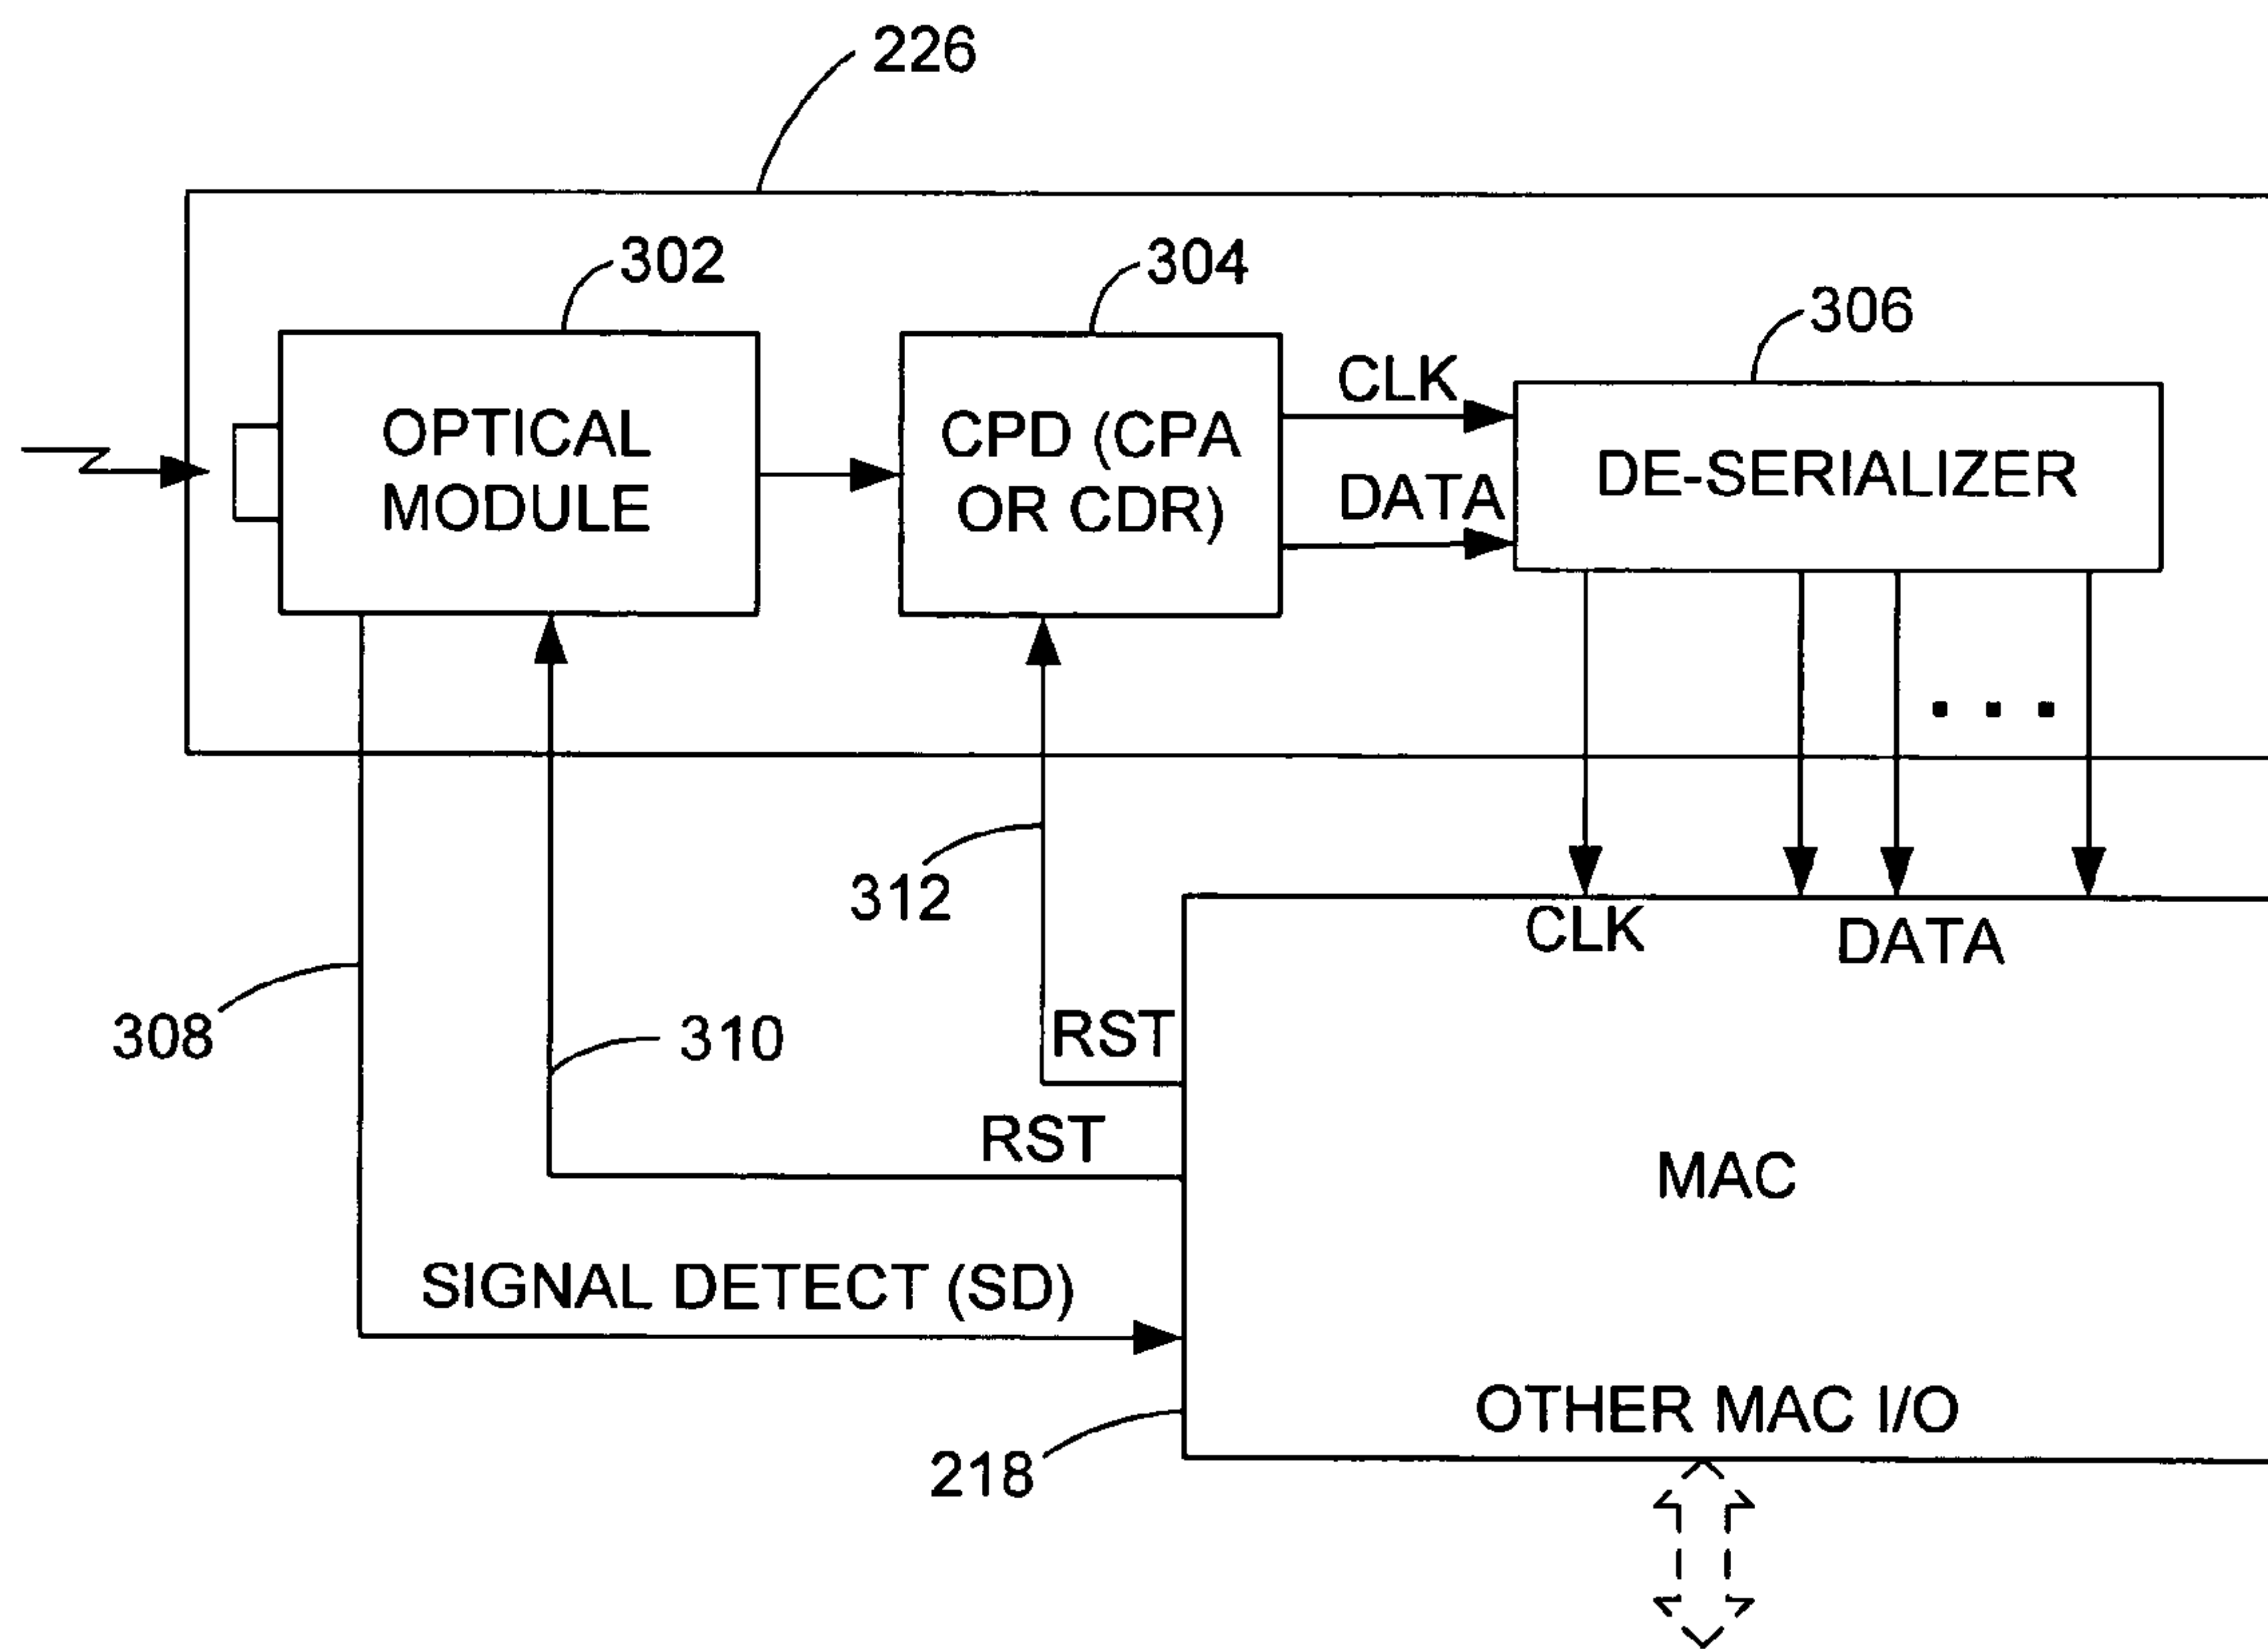 226
302
304
306
OPTICAL
MODULE
CPD (CPA
OR CDR)
CLK
DATA
DE-SERIALIZER
. . .
312
CLK
DATA
308
310
RST
RST
MAC
SIGNAL DETECT (SD)
OTHER MAC I/O
218